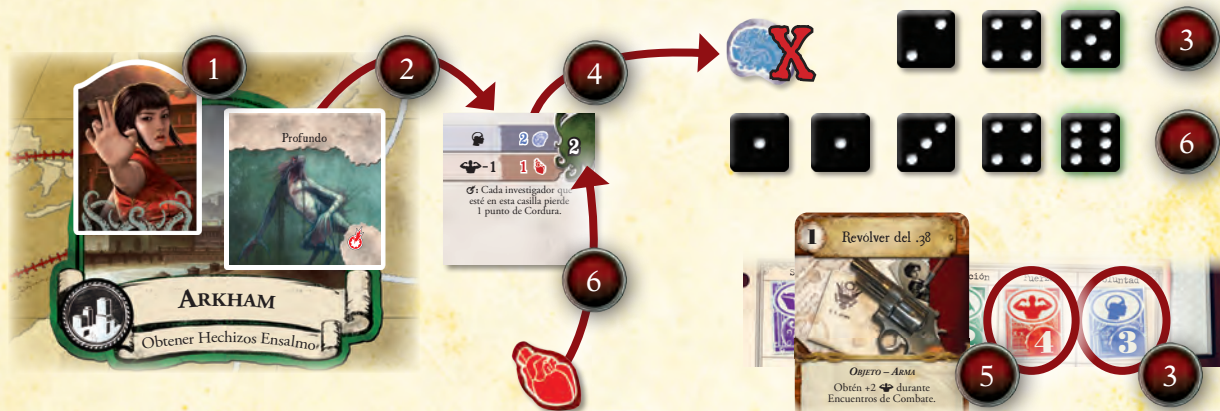 1
2
4
3
6
Profundo
2
-1 1
2
♂: Cada investigador que
esté en esta casilla pierde
1 punto de Cordura.
X
ARKHAM
Obtener Hechizos Ensalmo
6
1 Revólver del .38
OBJETO – ARMA
Obtén +2 durante
Encuentros de Combate.
4
3
5
3